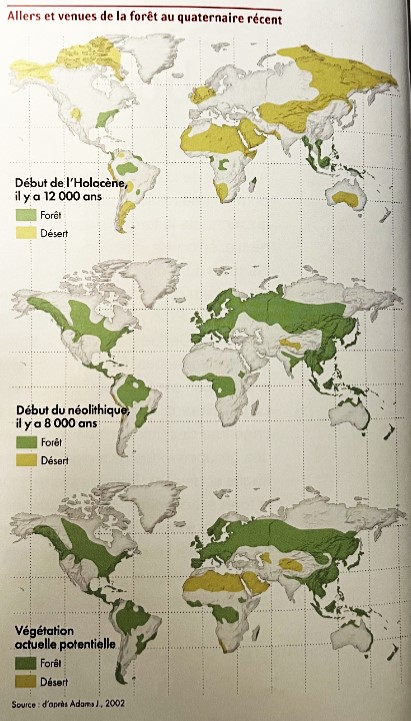 Allers et venues de la forêt au quaternaire récent
Début de l'Holacène,
il y a 12 000 ans
Forêt
Désert
Début du néolithique,
il y a 8 000 ans
Forêt
Désert
Végétation
actuelle potentielle
Forêt
Désert
Source : d'après Adams J., 2002